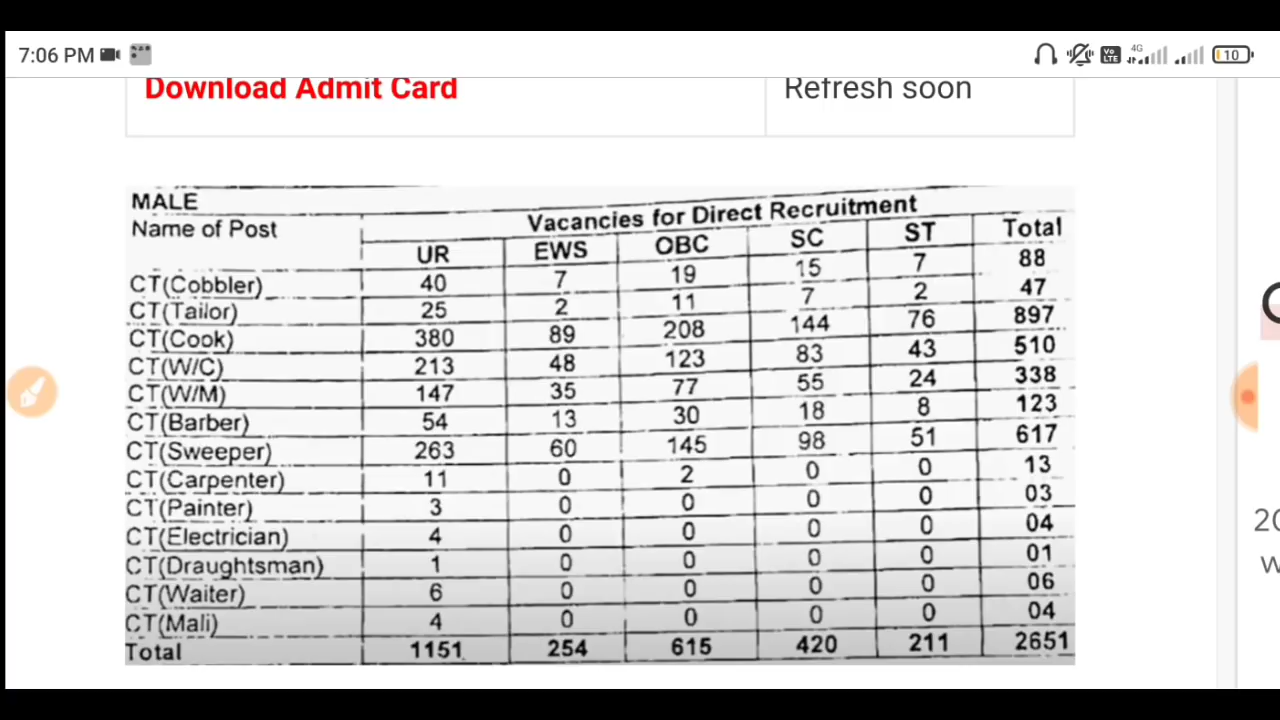 7:06 PM
4G
Vo
LTE
10
Download Admit Card Refresh soon
MALE
Name of Post Vacancies for Direct Recruitment
UR EWS OBC SC ST Total
CT(Cobbler) 40 7 19 15 7 88
CT(Tailor) 25 2 11 7 2 47
CT(Cook) 380 89 208 144 76 897
CT(W/C) 213 48 123 83 43 510
CT(W/M) 147 35 77 55 24 338
CT(Barber) 54 13 30 18 8 123
CT(Sweeper) 263 60 145 98 51 617
CT(Carpenter) 11 0 2 0 0 13
CT(Painter) 3 0 0 0 0 03
CT(Electrician) 4 0 0 0 0 04
CT(Draughtsman) 1 0 0 0 0 01
CT(Waiter) 6 0 0 0 0 06
CT(Mali) 4 0 0 0 0 04
Total 1151 254 615 420 211 2651